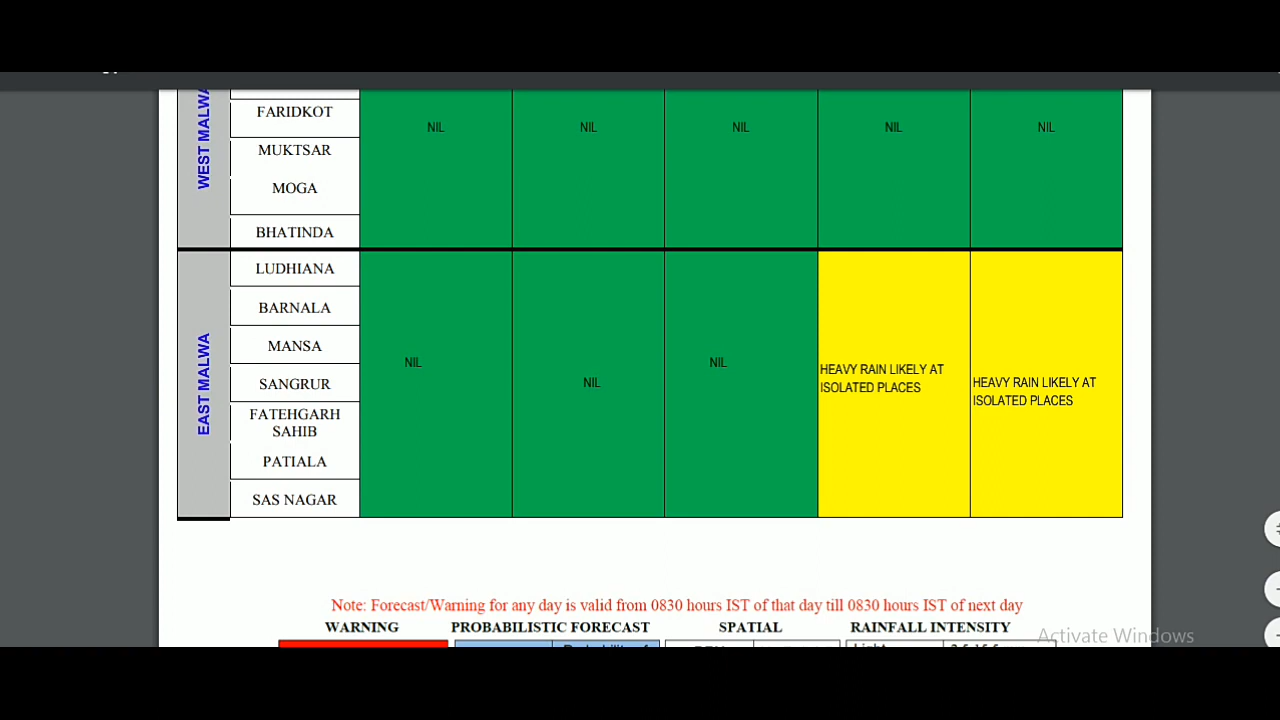 WEST MALWA
FARIDKOT
NIL NIL NIL NIL NIL
MUKTSAR
MOGA
BHATINDA
EAST MALWA
LUDHIANA
BARNALA
MANSA
NIL NIL
SANGRUR
NIL
HEAVY RAIN LIKELY AT
ISOLATED PLACES
HEAVY RAIN LIKELY AT
ISOLATED PLACES
FATEHGARH
SAHIB
PATIALA
SAS NAGAR
Note: Forecast/Warning for any day is valid from 0830 hours IST of that day till 0830 hours IST of next day
WARNING PROBABILISTIC FORECAST SPATIAL RAINFALL INTENSITY
Activate Windows